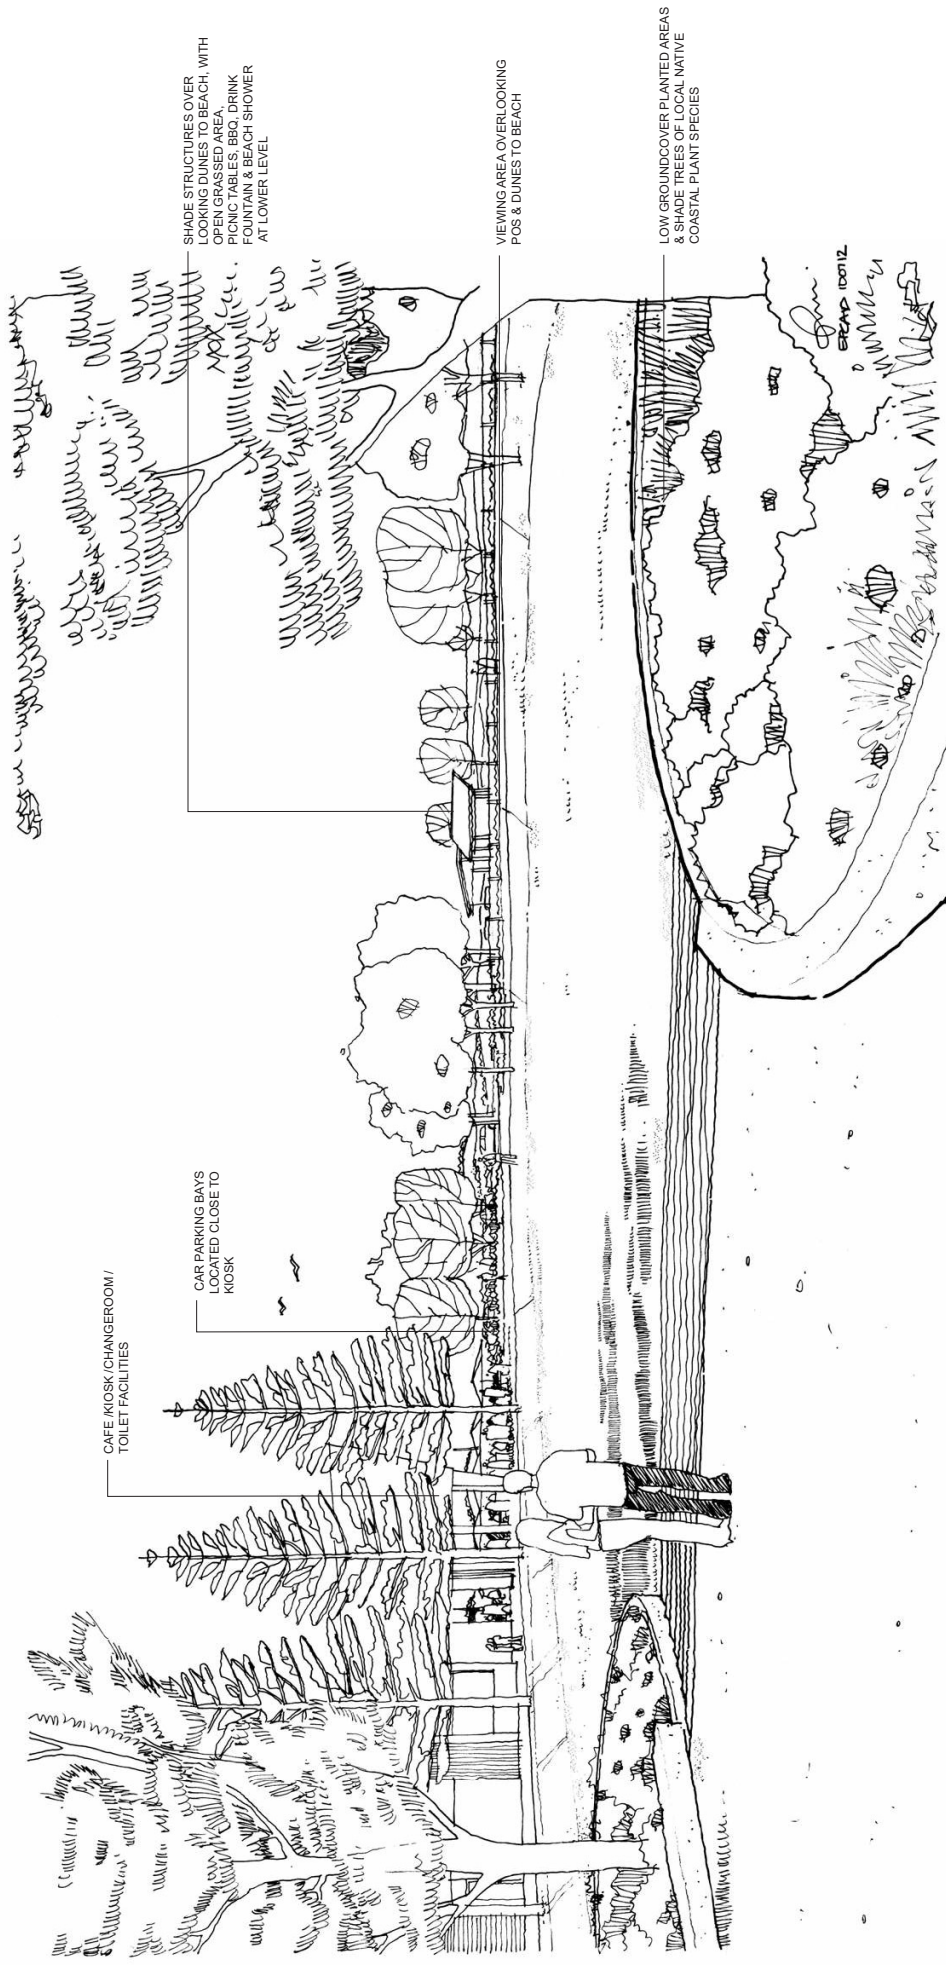 CAFE /KIOSK /CHANGEROOM /
TOILET FACILITIES
CAR PARKING BAYS
LOCATED CLOSE TO
KIOSK
SHADE STRUCTURES OVER
LOOKING DUNES TO BEACH, WITH
OPEN GRASSED AREA,
PICNIC TABLES, BBQ, DRINK
FOUNTAIN & BEACH SHOWER
AT LOWER LEVEL
VIEWING AREA OVERLOOKING
POS & DUNES TO BEACH
LOW GROUNDCOVER PLANTED AREAS
& SHADE TREES OF LOCAL NATIVE
COASTAL PLANT SPECIES
EPCAD 100712